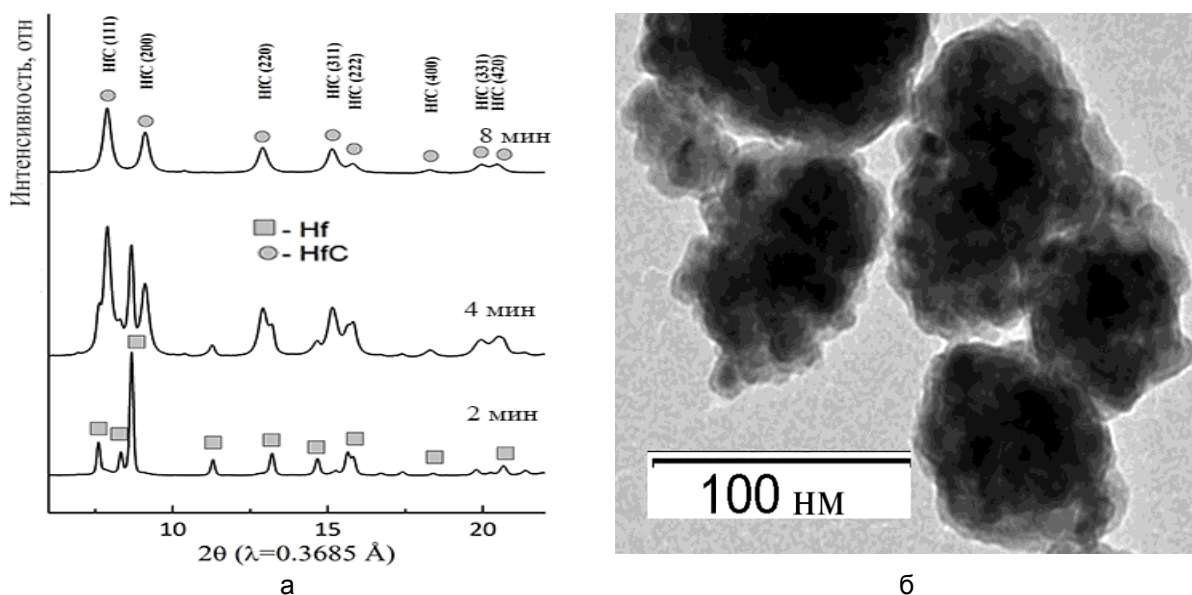 Интенсивность, отн
HfC (111)
HfC (200)
HfC (220)
HfC (311)
HfC (222)
HfC (400)
HfC (331)
HfC (420)
8 мин
- Hf
- HfC
4 мин
2 мин
10
15
20
2θ (λ=0.3685 Å)
а
100 нм
б